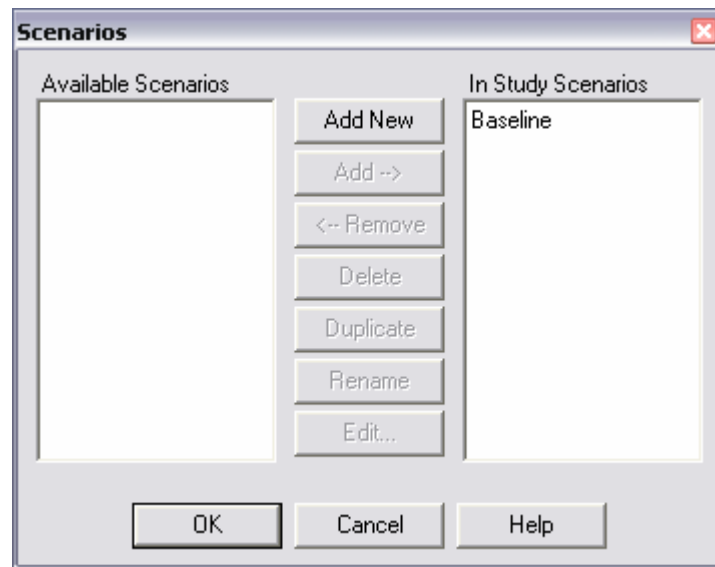 Scenarios
Available Scenarios
In Study Scenarios
Add New
Baseline
Add -->
<-- Remove
Delete
Duplicate
Rename
Edit...
OK
Cancel
Help